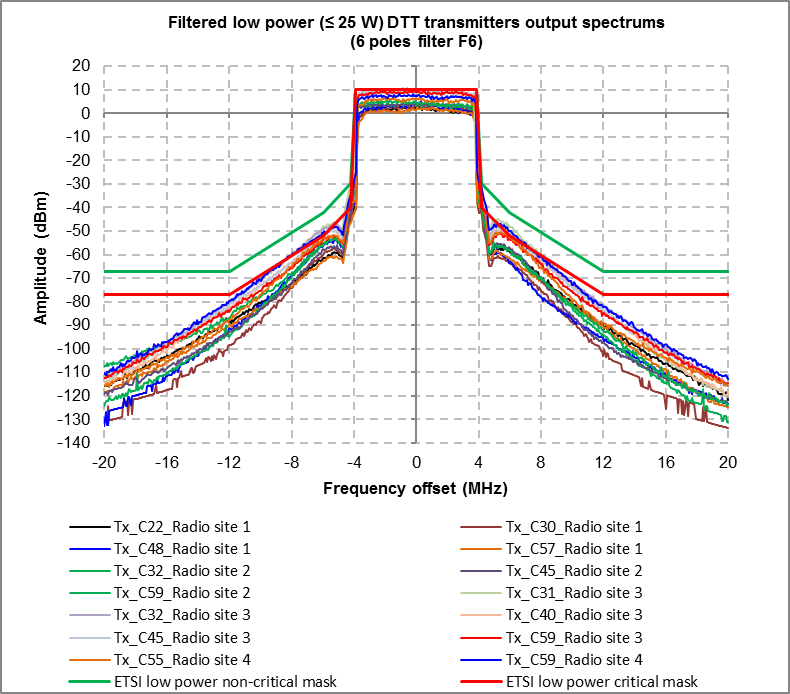 Filtered low power (≤ 25 W) DTT transmitters output spectrums
(6 poles filter F6)
20
10
0
-10
-20
-30
-40
-50
-60
-70
-80
-90
-100
-110
-120
-130
-140
Amplitude (dBm)
-20 -16 -12 -8 -4 0 4 8 12 16 20
Frequency offset (MHz)
Tx_C22_Radio site 1 Tx_C30_Radio site 1
Tx_C48_Radio site 1 Tx_C57_Radio site 1
Tx_C32_Radio site 2 Tx_C45_Radio site 2
Tx_C59_Radio site 2 Tx_C31_Radio site 3
Tx_C32_Radio site 3 Tx_C40_Radio site 3
Tx_C45_Radio site 3 Tx_C59_Radio site 3
Tx_C55_Radio site 4 Tx_C59_Radio site 4
ETSI low power non-critical mask ETSI low power critical mask